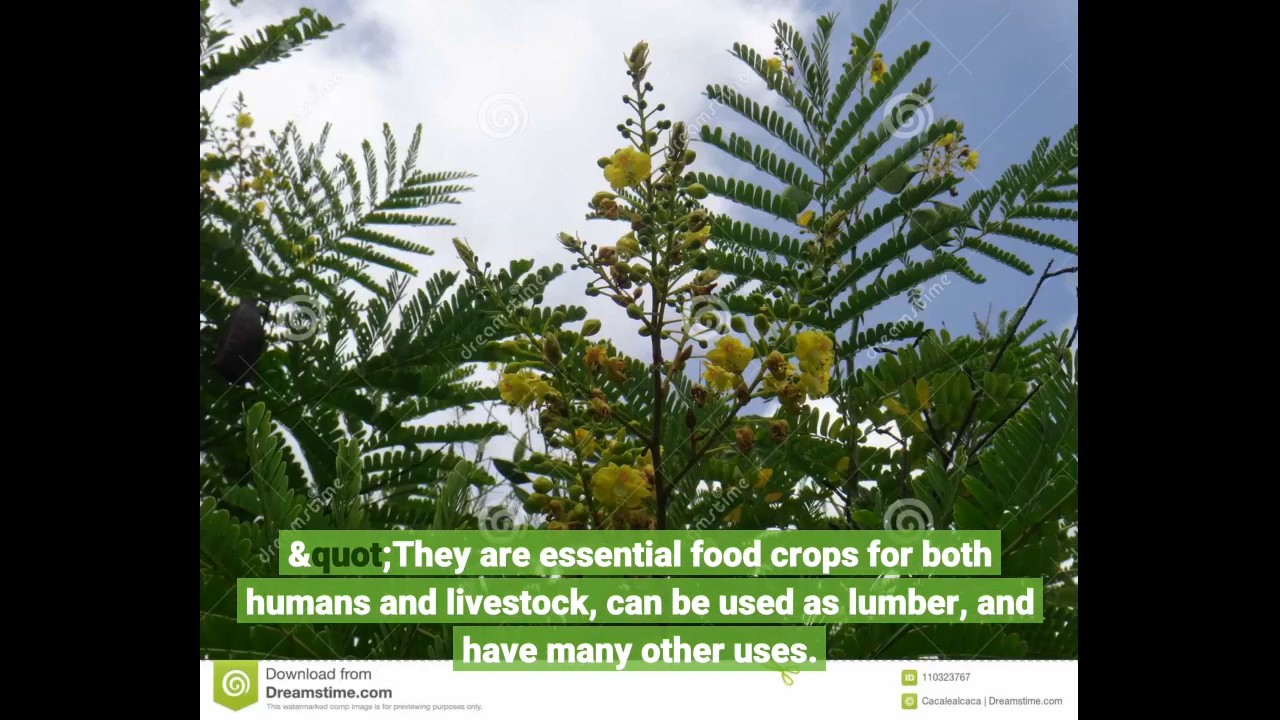 &quot;They are essential food crops for both
humans and livestock, can be used as lumber, and
have many other uses.
Download from
Dreamstime.com
This watermarked comp image is for previewing purposes only.
ID 110323767
© Cacalealcaca | Dreamstime.com